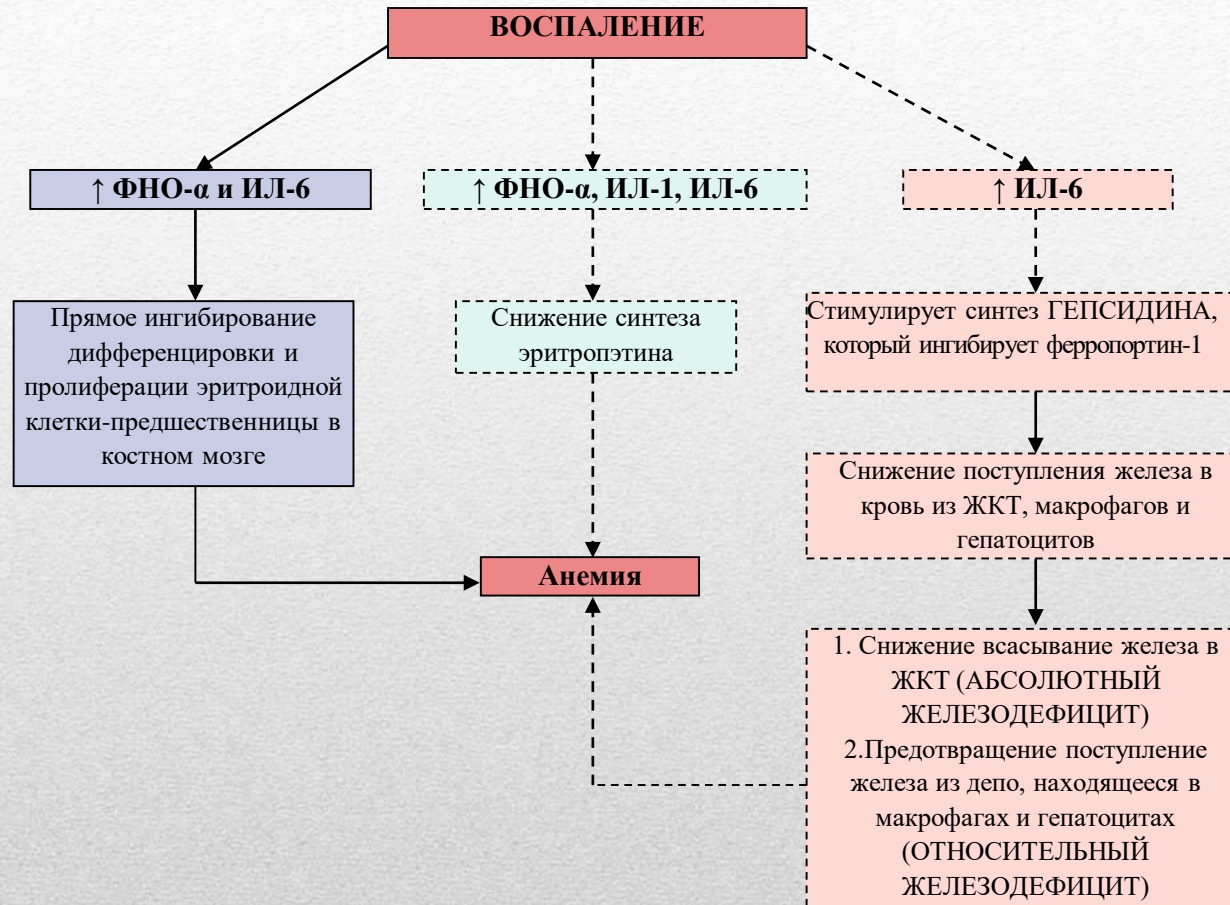 ВОСПАЛЕНИЕ
↑ ФНО-α и ИЛ-6
↑ ФНО-α, ИЛ-1, ИЛ-6
↑ ИЛ-6
Прямое ингибирование
дифференцировки и
пролиферации эритроидной
клетки-предшественницы в
костном мозге
Снижение синтеза
эритропэтина
Стимулирует синтез ГЕПСИДИНА,
который ингибирует ферропортин-1
Снижение поступления железа в
кровь из ЖКТ, макрофагов и
гепатоцитов
Анемия
1. Снижение всасывание железа в
ЖКТ (АБСОЛЮТНЫЙ
ЖЕЛЕЗОДЕФИЦИТ)
2.Предотвращение поступление
железа из депо, находящееся в
макрофагах и гепатоцитах
(ОТНОСИТЕЛЬНЫЙ
ЖЕЛЕЗОДЕФИЦИТ)